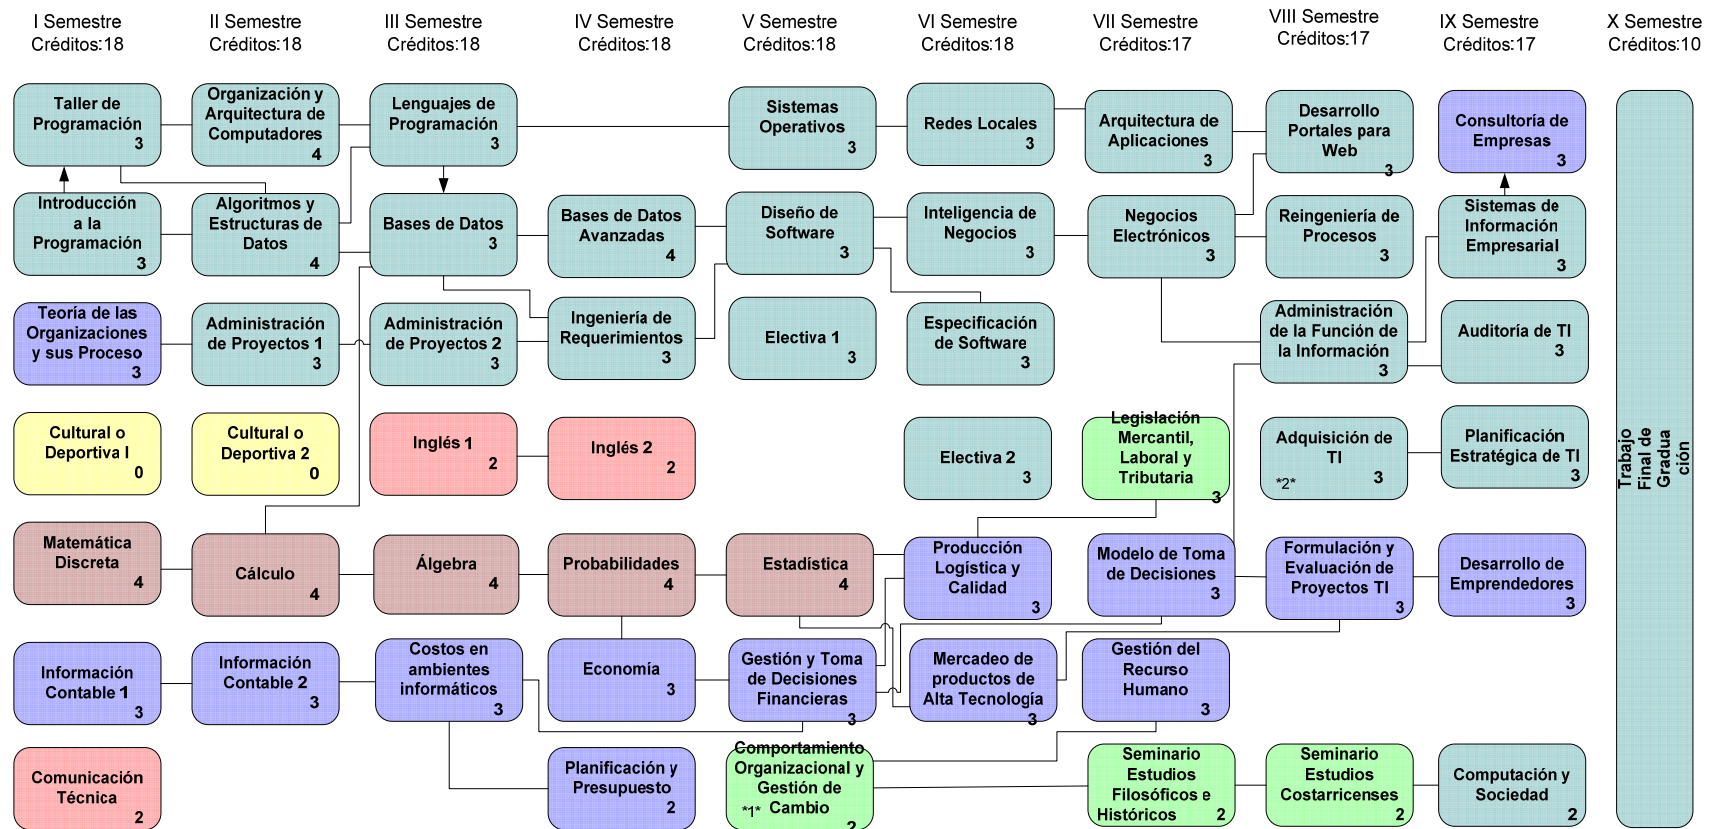 I Semestre
Créditos:18
II Semestre
Créditos:18
III Semestre
Créditos:18
IV Semestre
Créditos:18
V Semestre
Créditos:18
VI Semestre
Créditos:18
VII Semestre
Créditos:17
VIII Semestre
Créditos:17
IX Semestre
Créditos:17
X Semestre
Créditos:10
Taller de
Programación
3
Organización y
Arquitectura de
Computadores
4
Lenguajes de
Programación
3
Sistemas
Operativos
3
Redes Locales
3
Arquitectura de
Aplicaciones
3
Desarrollo
Portales para
Web
3
Consultoría de
Empresas
3
Introducción
a la
Programación
3
Algoritmos y
Estructuras de
Datos
4
Bases de Datos
3
Bases de Datos
Avanzadas
4
Diseño de
Software
3
Inteligencia de
Negocios
3
Negocios
Electrónicos
3
Reingeniería de
Procesos
3
Sistemas de
Información
Empresarial
3
Teoría de las
Organizaciones
y sus Proceso
3
Administración
de Proyectos 1
3
Administración
de Proyectos 2
3
Ingeniería de
Requerimientos
3
Electiva 1
3
Especificación
de Software
3
Administración
de la Función de
la Información
3
Auditoría de TI
3
Cultural o
Deportiva I
0
Cultural o
Deportiva 2
0
Inglés 1
2
Inglés 2
2
Electiva 2
3
Legislación
Mercantil,
Laboral y
Tributaria
3
Adquisición de
TI
*2*
3
Planificación
Estratégica de TI
3
Matemática
Discreta
4
Cálculo
4
Álgebra
4
Probabilidades
4
Estadística
4
Producción
Logística y
Calidad
3
Modelo de Toma
de Decisiones
3
Formulación y
Evaluación de
Proyectos TI
3
Desarrollo de
Emprendedores
3
Información
Contable 1
3
Información
Contable 2
3
Costos en
ambientes
informáticos
3
Economía
3
Gestión y Toma
de Decisiones
Financieras
3
Mercadeo de
productos de
Alta Tecnología
3
Gestión del
Recurso
Humano
3
Comunicación
Técnica
2
Planificación y
Presupuesto
2
Comportamiento
Organizacional y
Gestión de
*1* Cambio
2
Seminario
Estudios
Filosóficos e
Históricos
2
Seminario
Estudios
Costarricenses
2
Computación y
Sociedad
2
Trabajo
Final de
Gradua
ción